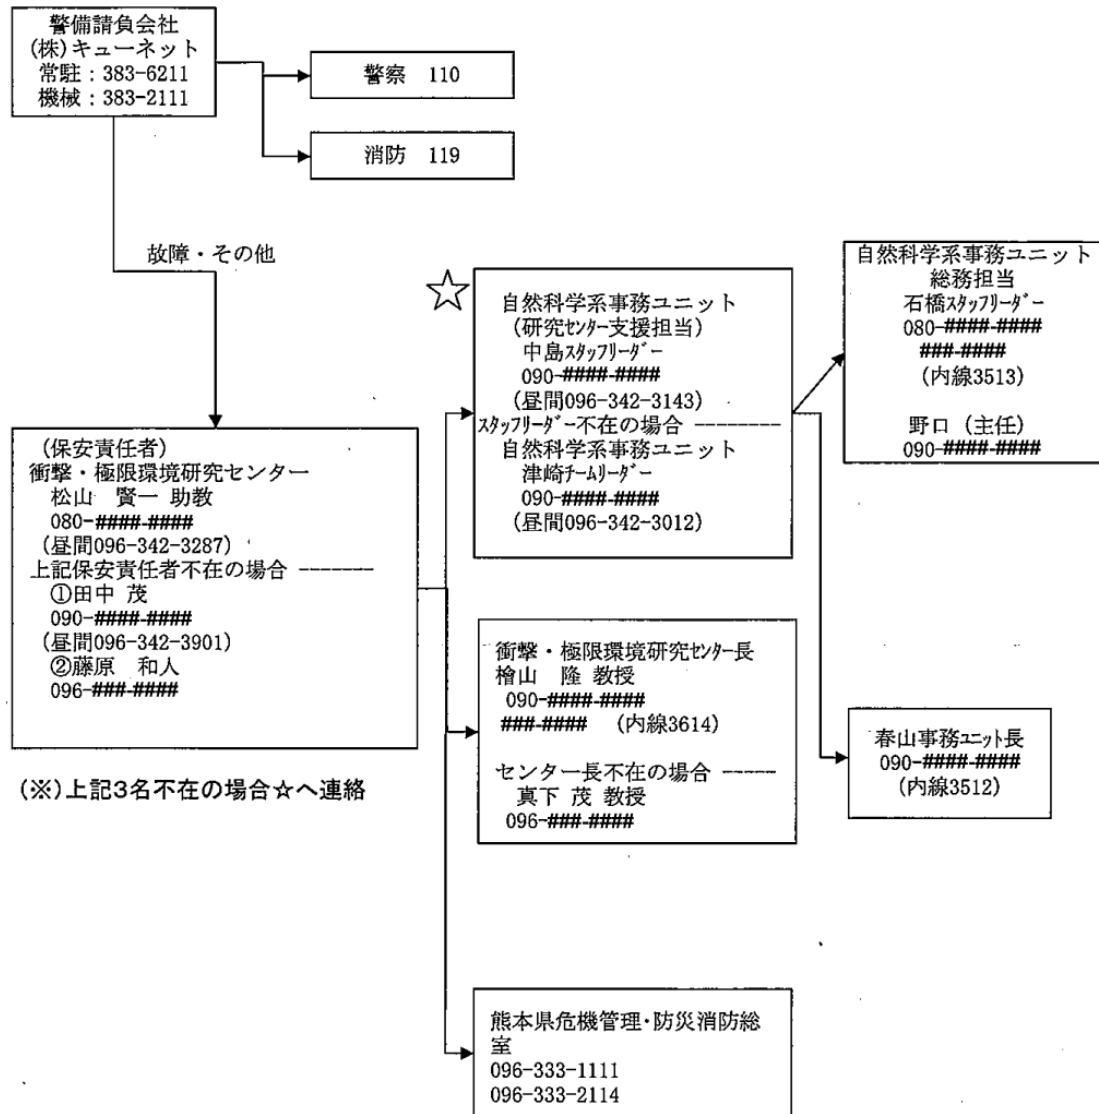 警備請負会社
(株)キューネット
常駐：383-6211
機械：383-2111
警察 110
消防 119
故障・その他
☆
自然科学系事務ユニット
(研究ｾﾝﾀｰ支援担当)
中島ｽﾀｯﾌﾘｰﾀﾞｰ
090-####-####
(昼間096-342-3143)
ｽﾀｯﾌﾘｰﾀﾞｰ不在の場合 --------
自然科学系事務ユニット
津崎ﾁｰﾑﾘｰﾀﾞｰ
090-####-####
(昼間096-342-3012)
自然科学系事務ユニット
総務担当
石橋ｽﾀｯﾌﾘｰﾀﾞｰ
080-####-####
###-####
(内線3513)
野口 (主任)
090-####-####
(保安責任者)
衝撃・極限環境研究センター
松山 賢一 助教
080-####-####
(昼間096-342-3287)
上記保安責任者不在の場合 -------
①田中 茂
090-####-####
(昼間096-342-3901)
②藤原 和人
096-###-####
(※)上記3名不在の場合☆へ連絡
衝撃・極限環境研究ｾﾝﾀｰ長
檜山 隆 教授
090-####-####
###-#### (内線3614)
センター長不在の場合 -----
真下 茂 教授
096-###-####
春山事務ﾕﾆｯﾄ長
090-####-####
(内線3512)
熊本県危機管理・防災消防総
室
096-333-1111
096-333-2114